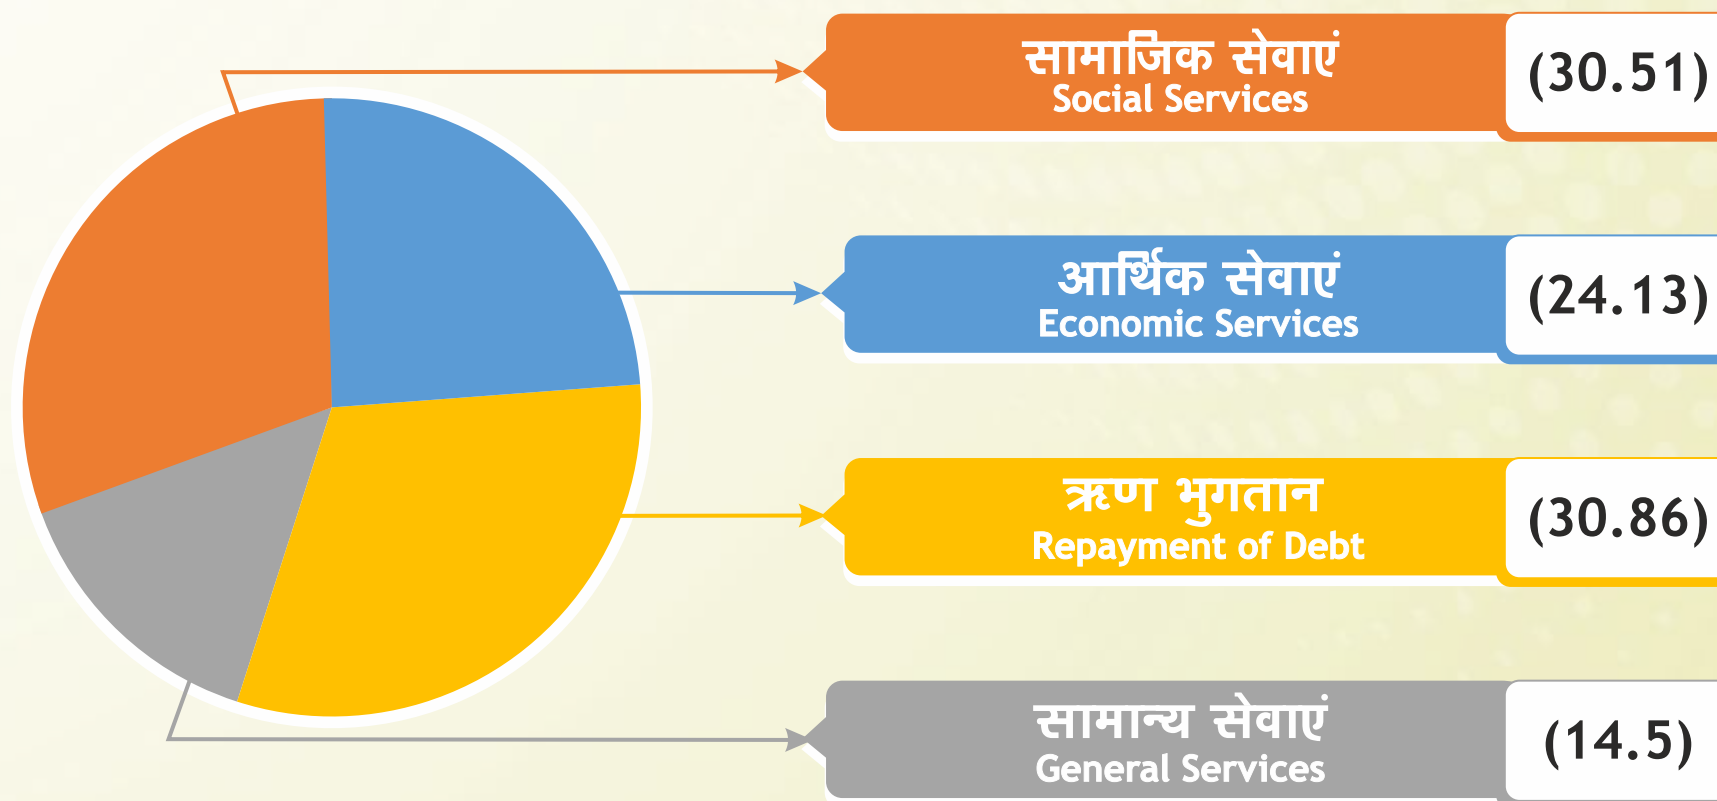 सामाजिक सेवाएं
Social Services
(30.51)
आर्थिक सेवाएं
Economic Services
(24.13)
ऋण भुगतान
Repayment of Debt
(30.86)
सामान्य सेवाएं
General Services
(14.5)